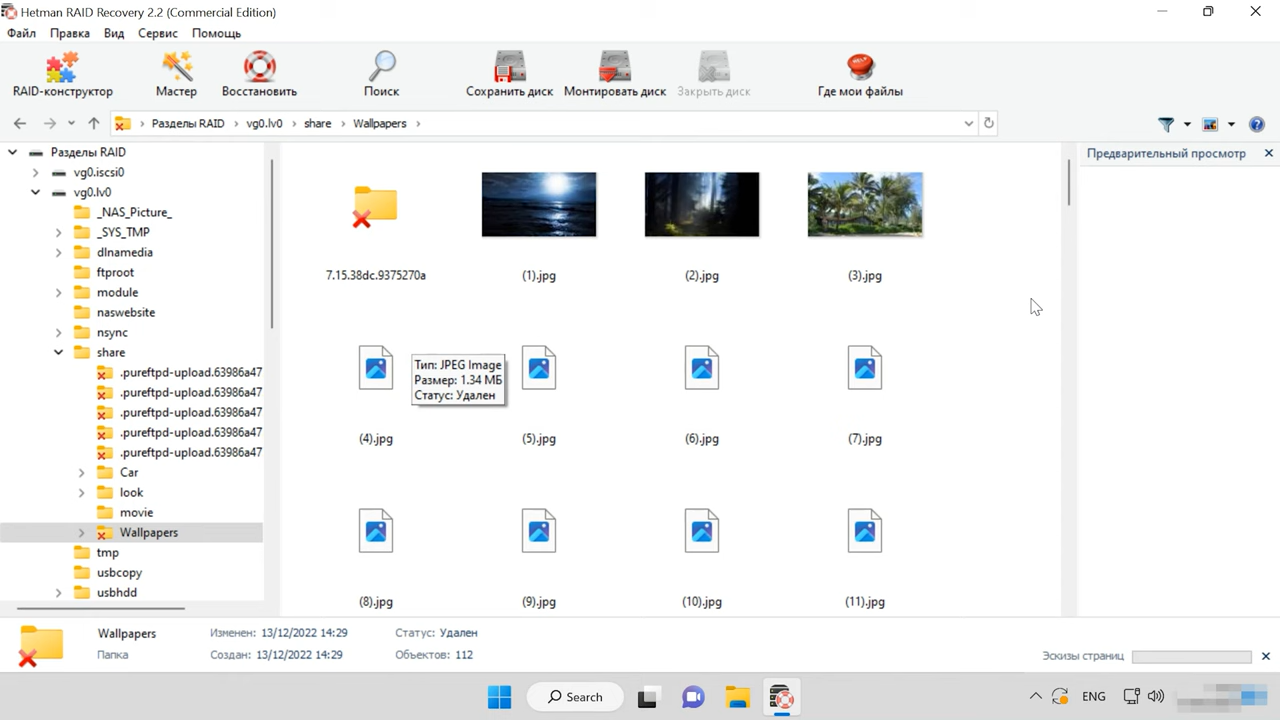 Hetman RAID Recovery 2.2 (Commercial Edition)
Файл Правка Вид Сервис Помощь
RAID-конструктор Мастер Восстановить Поиск Сохранить диск Монтировать диск Закрыть диск Где мои файлы
Разделы RAID vg0.lv0 share Wallpapers
Разделы RAID
vg0.iscsi0
vg0.lv0
_NAS_Picture_
_SYS_TMP
dlnamedia
ftproot
module
naswebsite
nsync
share
.pureftpd-upload.63986a47
.pureftpd-upload.63986a47
.pureftpd-upload.63986a47
.pureftpd-upload.63986a47
.pureftpd-upload.63986a47
Car
look
movie
Wallpapers
tmp
usbcopy
usbhdd
7.15.38dc.9375270a (1).jpg (2).jpg (3).jpg
Тип: JPEG Image
Размер: 1.34 МБ
Статус: Удален
(4).jpg (5).jpg (6).jpg (7).jpg
(8).jpg (9).jpg (10).jpg (11).jpg
Предварительный просмотр
Wallpapers Изменен: 13/12/2022 14:29 Статус: Удален
Папка Создан: 13/12/2022 14:29 Объектов: 112
Эскизы страниц
Search ENG